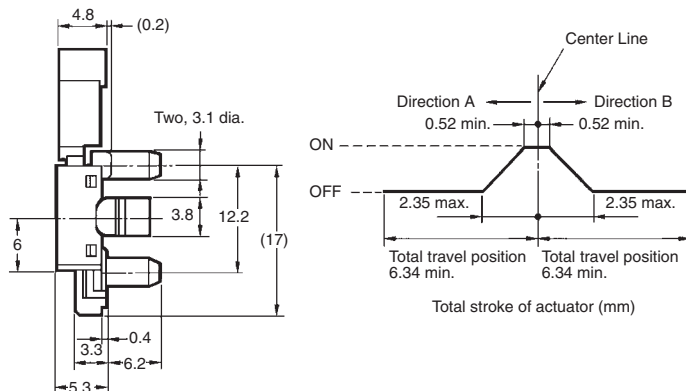 4.8
(0.2)
Two, 3.1 dia.
3.8
12.2
(17)
6
0.4
3.3
6.2
5.3
Center Line
Direction A
Direction B
0.52 min.
0.52 min.
ON
OFF
2.35 max.
2.35 max.
Total travel position
6.34 min.
Total travel position
6.34 min.
Total stroke of actuator (mm)